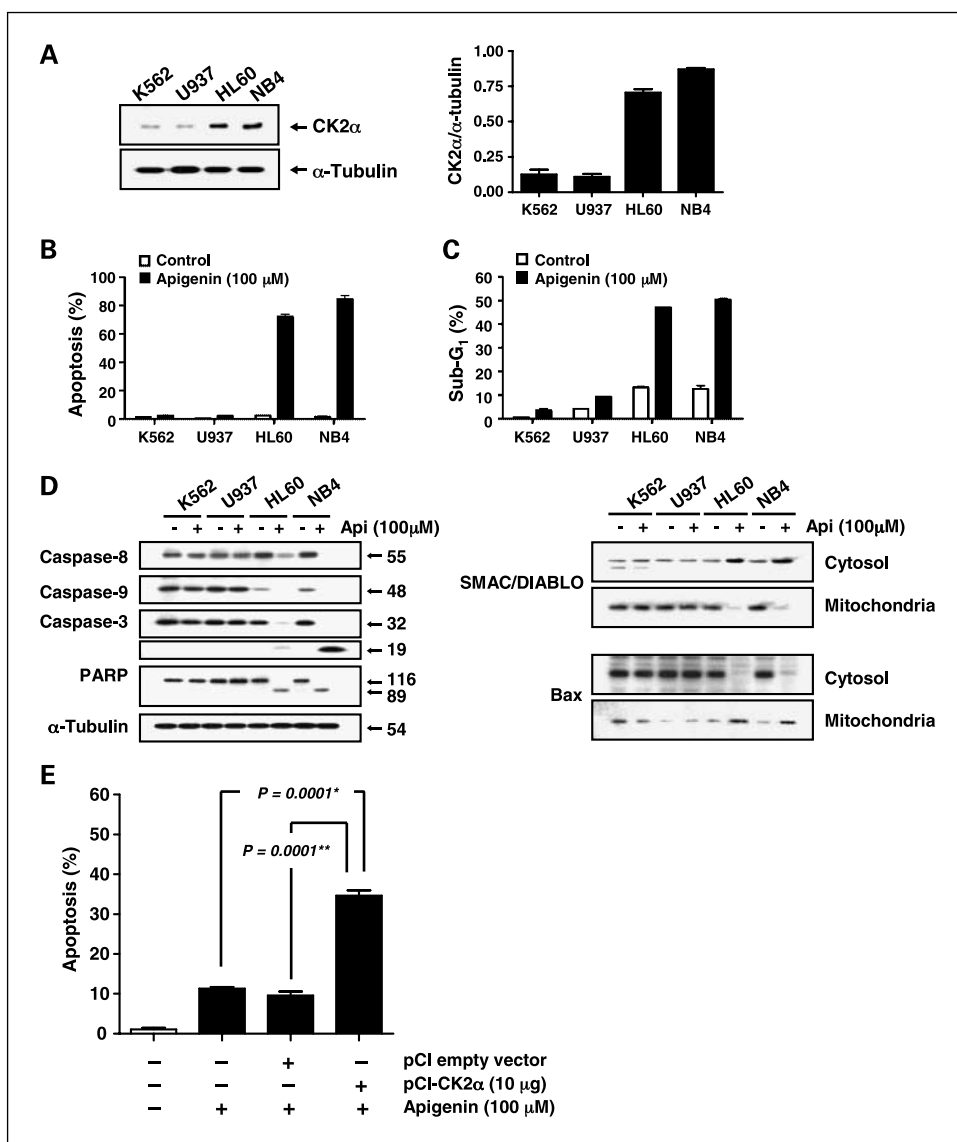 A
K562 U937 HL60 NB4
← CK2α
← α-Tubulin
CK2α/α-tubulin
1.00
0.75
0.50
0.25
0.00
K562 U937 HL60 NB4
B
Control
Apigenin (100 μM)
Apoptosis (%)
100
80
60
40
20
0
K562 U937 HL60 NB4
C
Control
Apigenin (100 μM)
Sub-G1 (%)
60
50
40
30
20
10
0
K562 U937 HL60 NB4
D
K562 U937 HL60 NB4
- + - + - + - + Api (100μM)
Caspase-8 ← 55
Caspase-9 ← 48
Caspase-3 ← 32
← 19
PARP ← 116
← 89
α-Tubulin ← 54
K562 U937 HL60 NB4
- + - + - + - + Api (100μM)
SMAC/DIABLO
Cytosol
Mitochondria
Bax
Cytosol
Mitochondria
E
Apoptosis (%)
60
50
40
30
20
10
0
P = 0.0001*
P = 0.0001**
– – + – pCI empty vector
– – – + pCI-CK2α (10 μg)
– + + + Apigenin (100 μM)